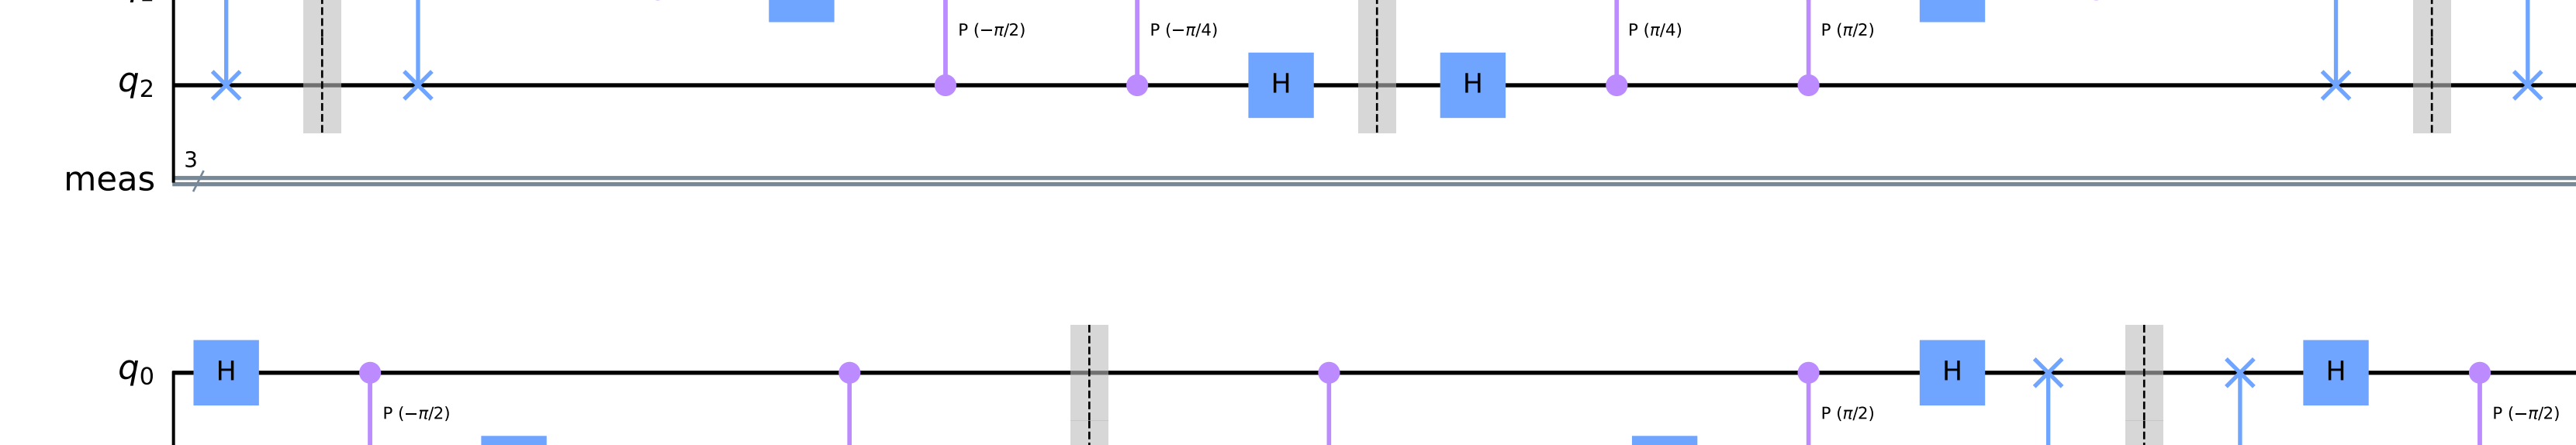 P (−π/2) P (−π/4) P (π/4) P (π/2)
q2 H H
3
meas
q0 H H H
P (−π/2) P (π/2) P (−π/2)